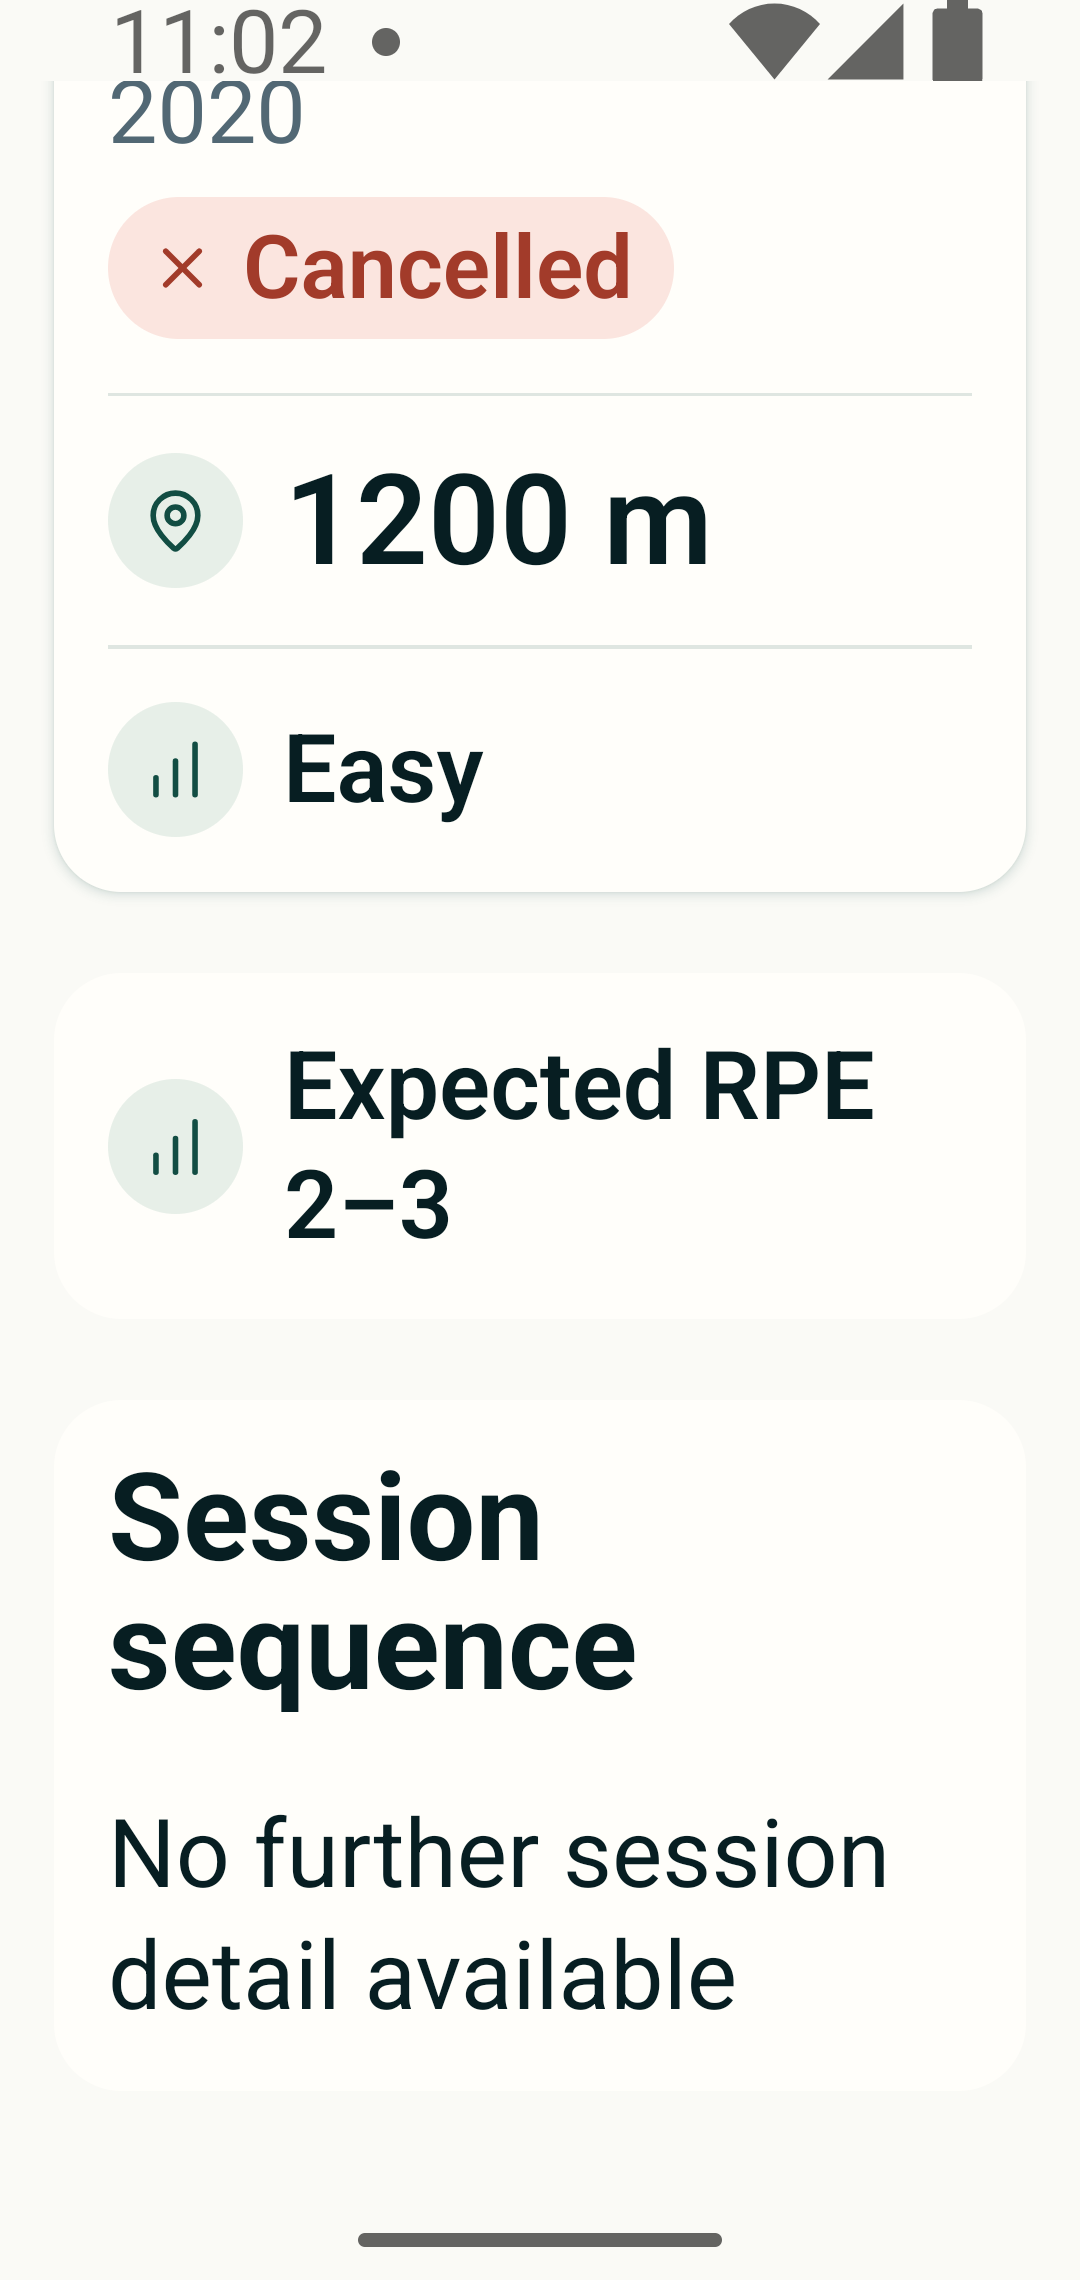 11:02
2020
Cancelled
1200 m
Easy
Expected RPE
2–3
Session
sequence
No further session
detail available